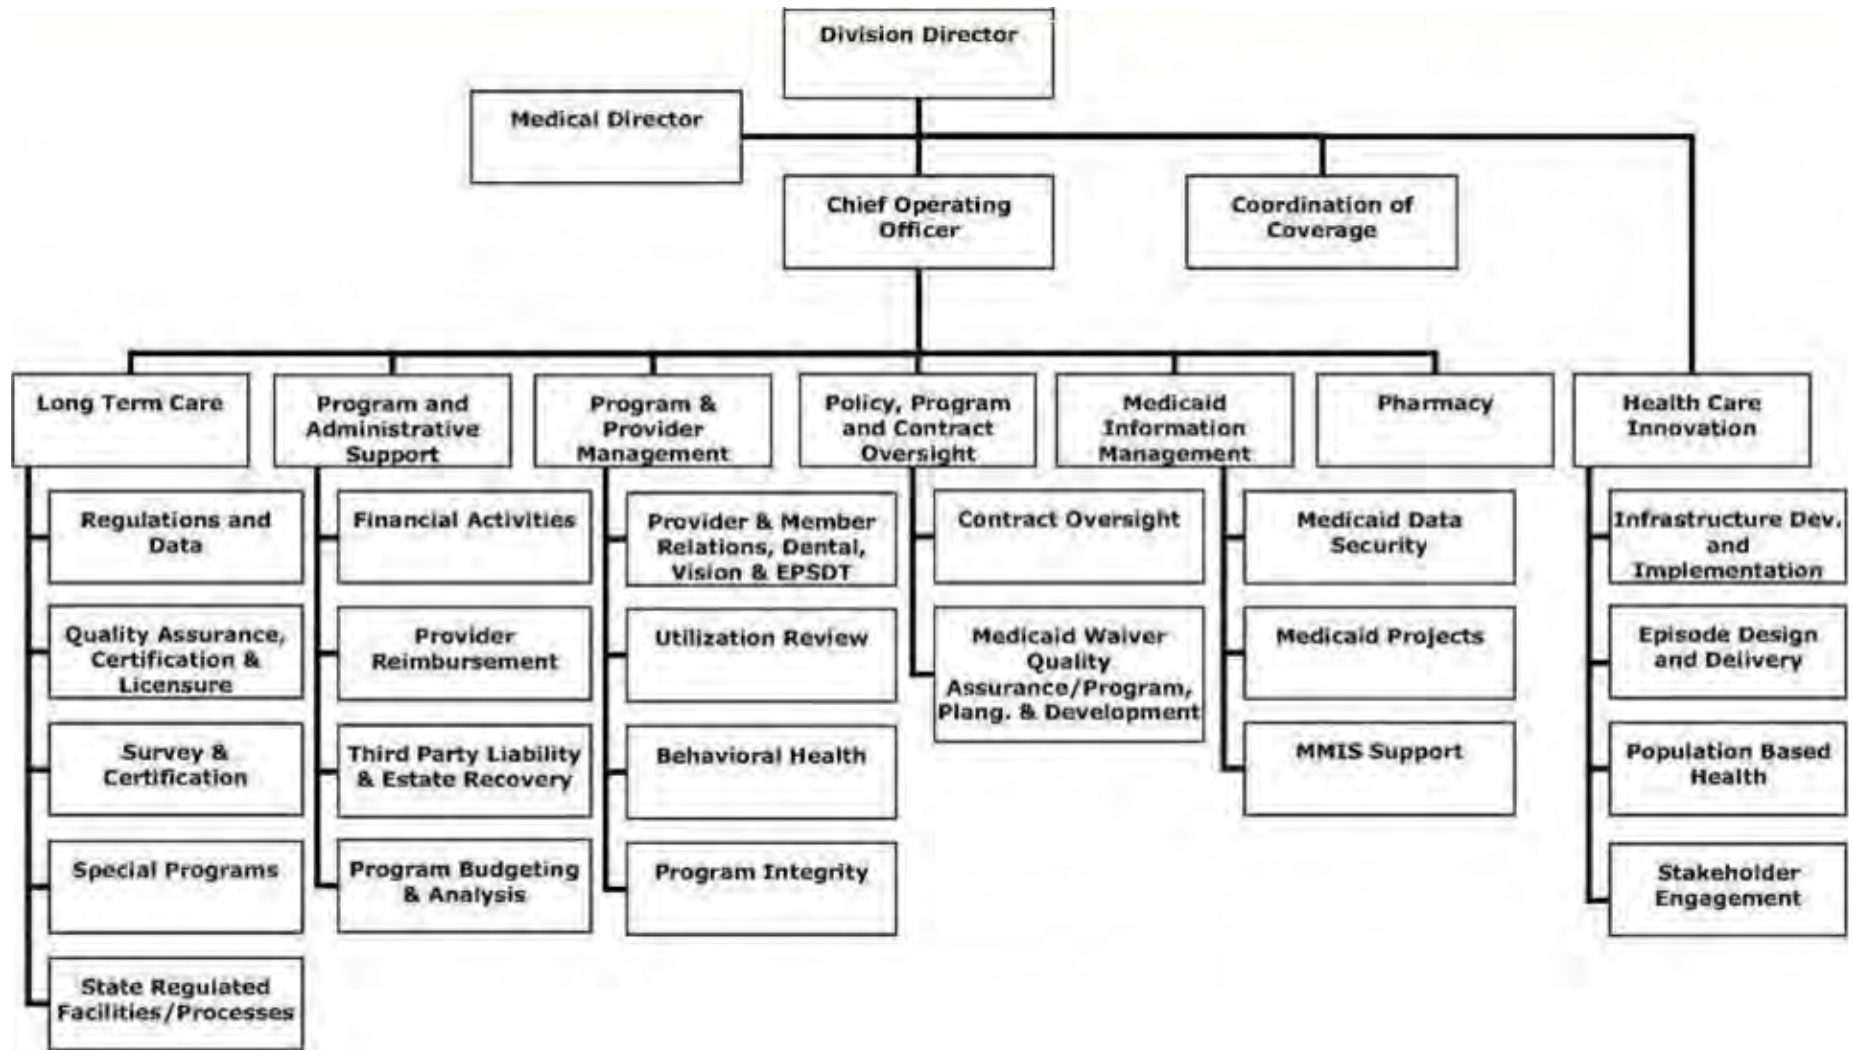 Division Director
Medical Director
Chief Operating
Officer
Coordination of
Coverage
Long Term Care
Program and
Administrative
Support
Program &
Provider
Management
Policy, Program
and Contract
Oversight
Medicaid
Information
Management
Pharmacy
Health Care
Innovation
Regulations and
Data
Quality Assurance,
Certification &
Licensure
Survey &
Certification
Special Programs
State Regulated
Facilities/Processes
Financial Activities
Provider
Reimbursement
Third Party Liability
& Estate Recovery
Program Budgeting
& Analysis
Provider & Member
Relations, Dental,
Vision & EPSDT
Utilization Review
Behavioral Health
Program Integrity
Contract Oversight
Medicaid Waiver
Quality
Assurance/Program,
Plang. & Development
Medicaid Data
Security
Medicaid Projects
MMIS Support
Infrastructure Dev.
and
Implementation
Episode Design
and Delivery
Population Based
Health
Stakeholder
Engagement